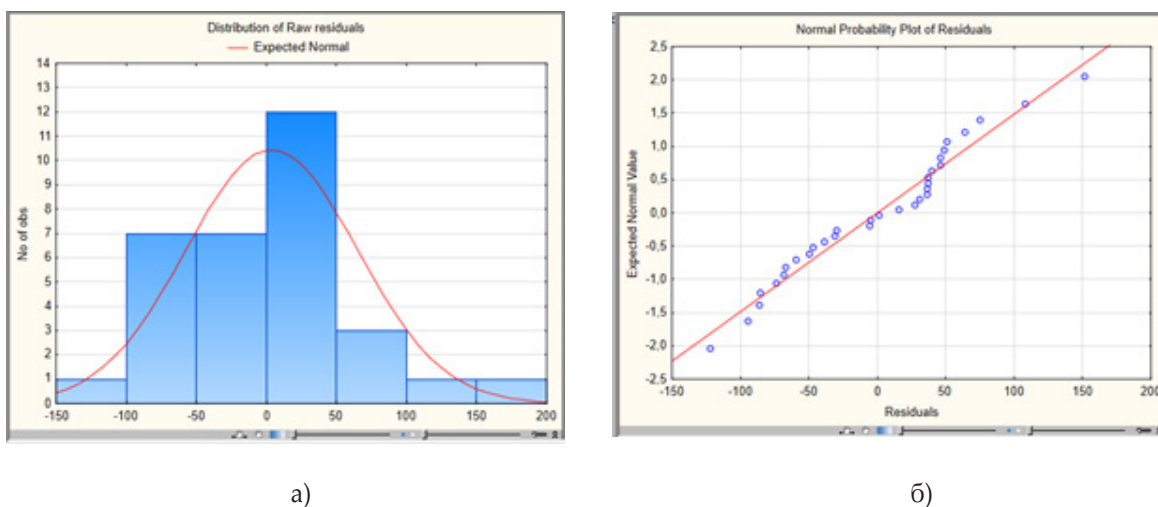 Distribution of Raw residuals
Expected Normal
No of obs
14
13
12
11
10
9
8
7
6
5
4
3
2
1
0
-150 -100 -50 0 50 100 150 200
а)
Normal Probability Plot of Residuals
Expected Normal Value
2,5
2,0
1,5
1,0
0,5
0,0
-0,5
-1,0
-1,5
-2,0
-2,5
-150 -100 -50 0 50 100 150 200
Residuals
б)